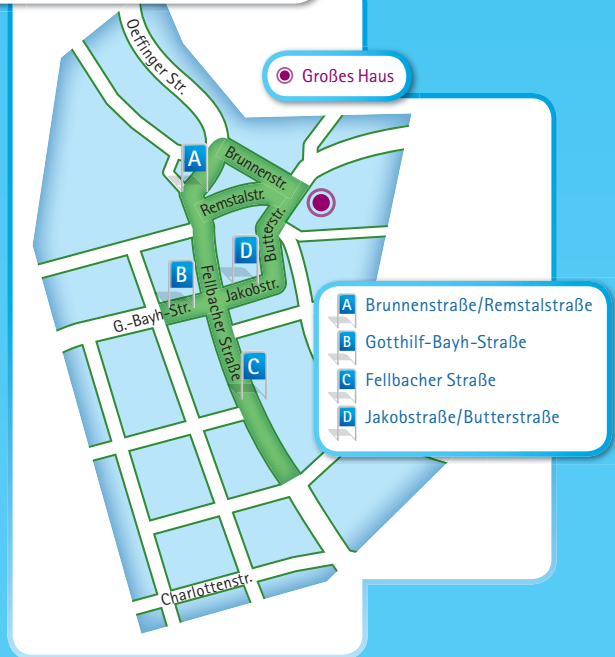 Oeffinger Str.
Großes Haus
A
Brunnenstr.
Remstalstr.
Butterstr.
D
B
Fellbacher Straße
Jakobstr.
G.-Bayh-Str.
C
A Brunnenstraße/Remstalstraße
B Gotthilf-Bayh-Straße
C Fellbacher Straße
D Jakobstraße/Butterstraße
Charlottenstr.